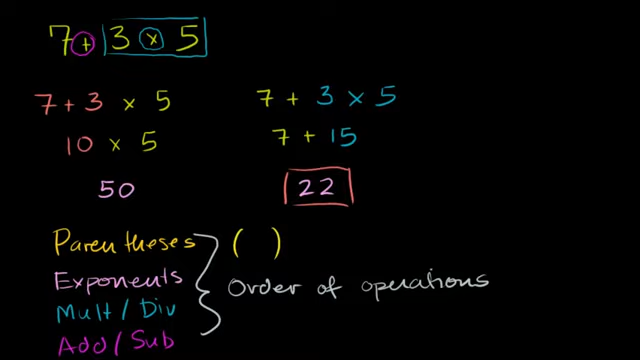 7 + 3 × 5
7 + 3 × 5
10 × 5
50
7 + 3 × 5
7 + 15
22
Parentheses ( )
Exponents
Mult / Div
Add / Sub
Order of operations